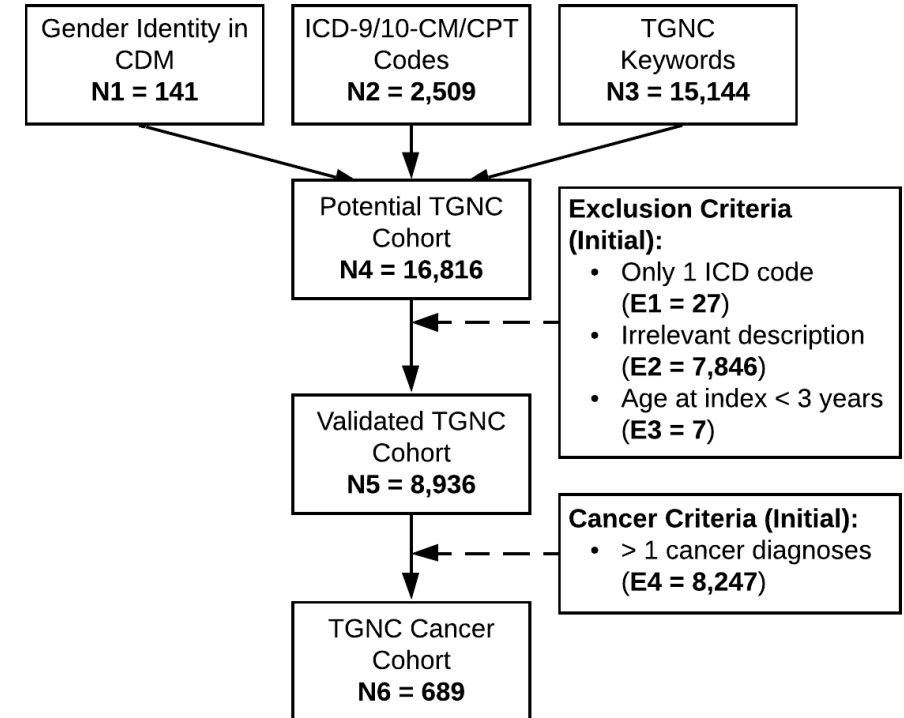 Gender Identity in
CDM
N1 = 141
ICD-9/10-CM/CPT
Codes
N2 = 2,509
TGNC
Keywords
N3 = 15,144
Potential TGNC
Cohort
N4 = 16,816
Exclusion Criteria
(Initial):
• Only 1 ICD code
(E1 = 27)
• Irrelevant description
(E2 = 7,846)
• Age at index < 3 years
(E3 = 7)
Validated TGNC
Cohort
N5 = 8,936
Cancer Criteria (Initial):
• > 1 cancer diagnoses
(E4 = 8,247)
TGNC Cancer
Cohort
N6 = 689